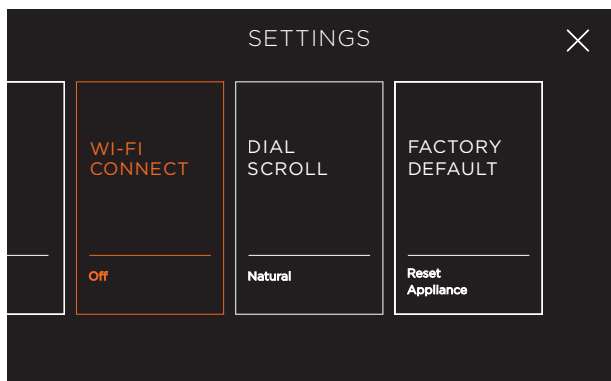 SETTINGS
WI-FI
CONNECT
Off
DIAL
SCROLL
Natural
FACTORY
DEFAULT
Reset
Appliance